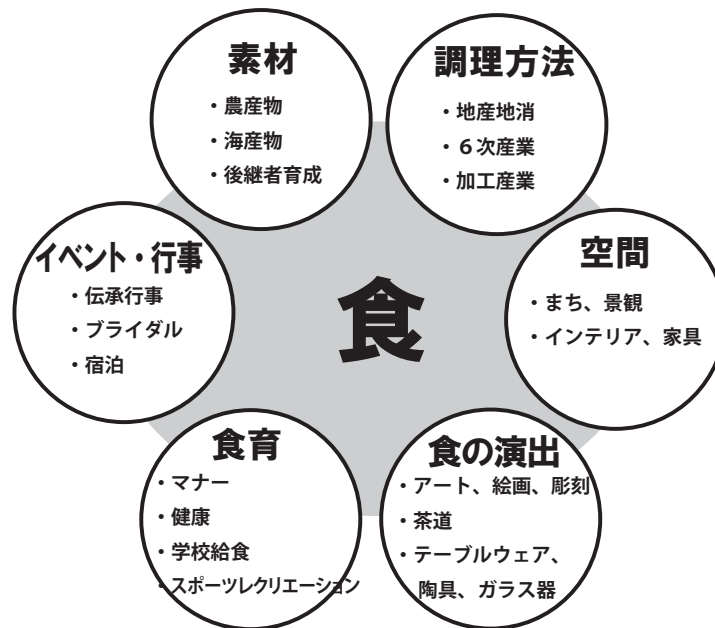 素材
・農産物
・海産物
・後継者育成
調理方法
・地産地消
・６次産業
・加工産業
イベント・行事
・伝承行事
・ブライダル
・宿泊
食
空間
・まち、景観
・インテリア、家具
食育
・マナー
・健康
・学校給食
・スポーツレクリエーション
食の演出
・アート、絵画、彫刻
・茶道
・テーブルウェア、
陶具、ガラス器